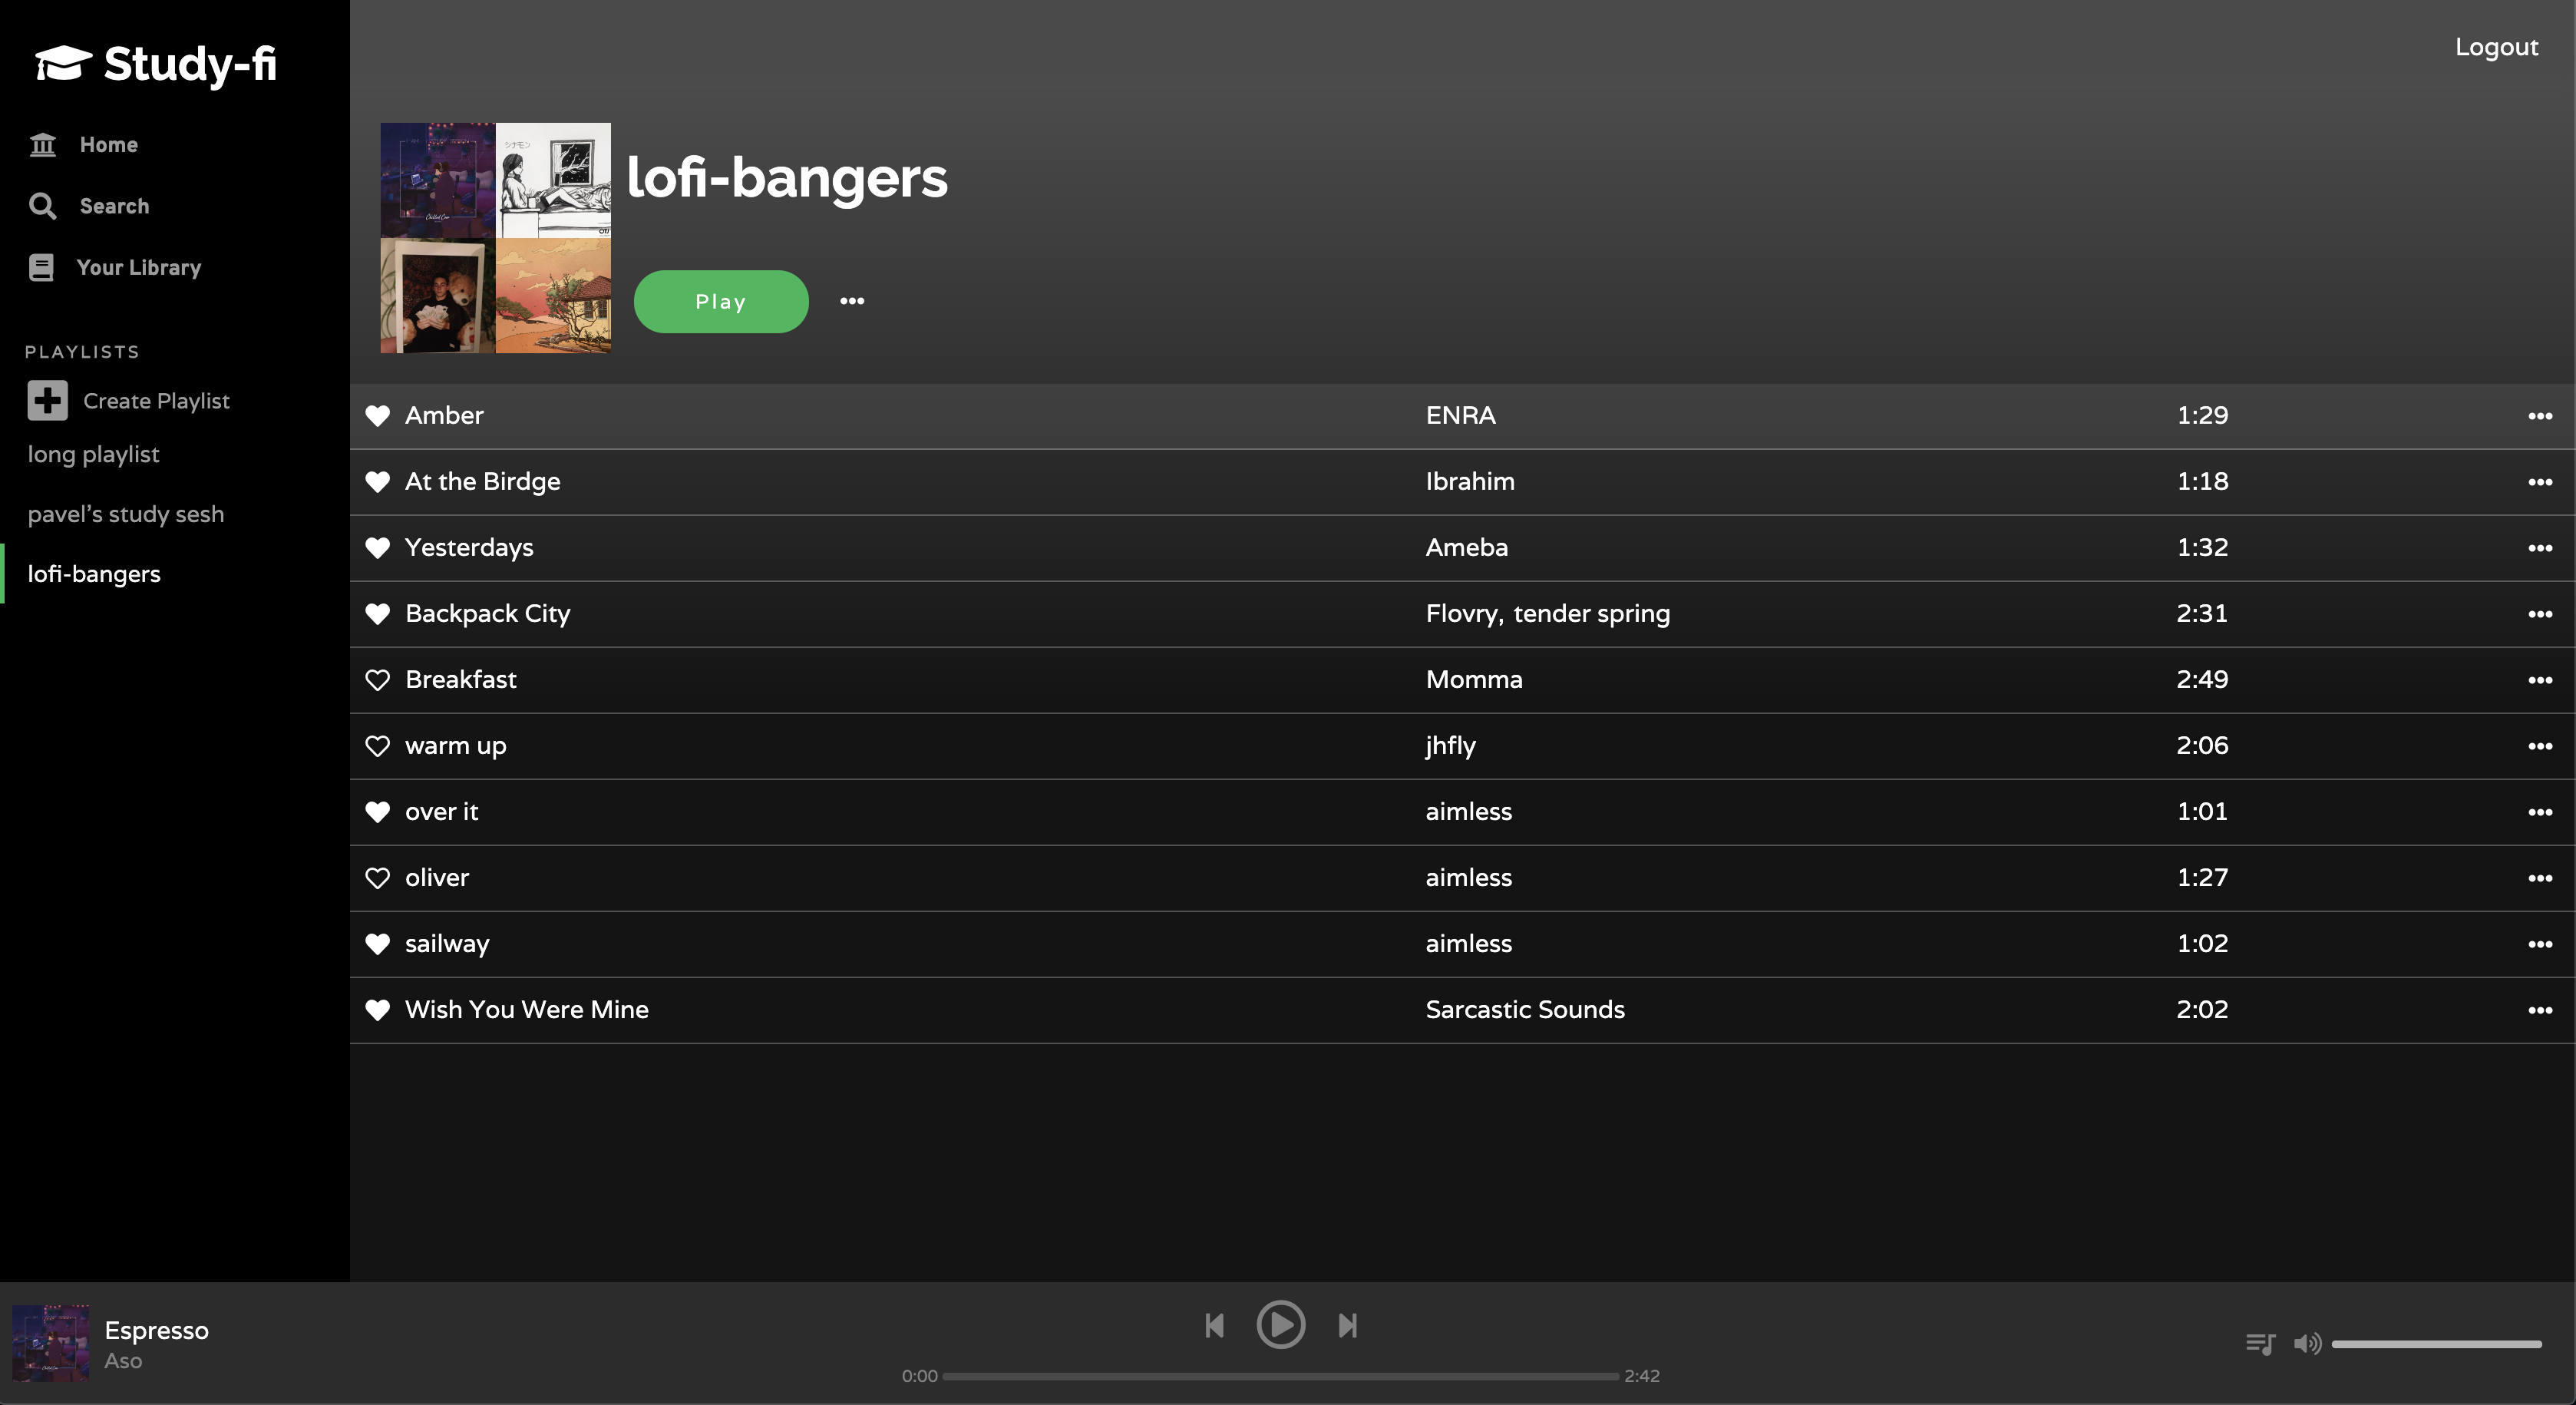 Study-fi
Home
Search
Your Library
PLAYLISTS
Create Playlist
long playlist
pavel's study sesh
lofi-bangers
Logout
シナモン
lofi-bangers
Play
Amber ENRA 1:29
At the Birdge Ibrahim 1:18
Yesterdays Ameba 1:32
Backpack City Flovry, tender spring 2:31
Breakfast Momma 2:49
warm up jhfly 2:06
over it aimless 1:01
oliver aimless 1:27
sailway aimless 1:02
Wish You Were Mine Sarcastic Sounds 2:02
Espresso
Aso
0:00 2:42